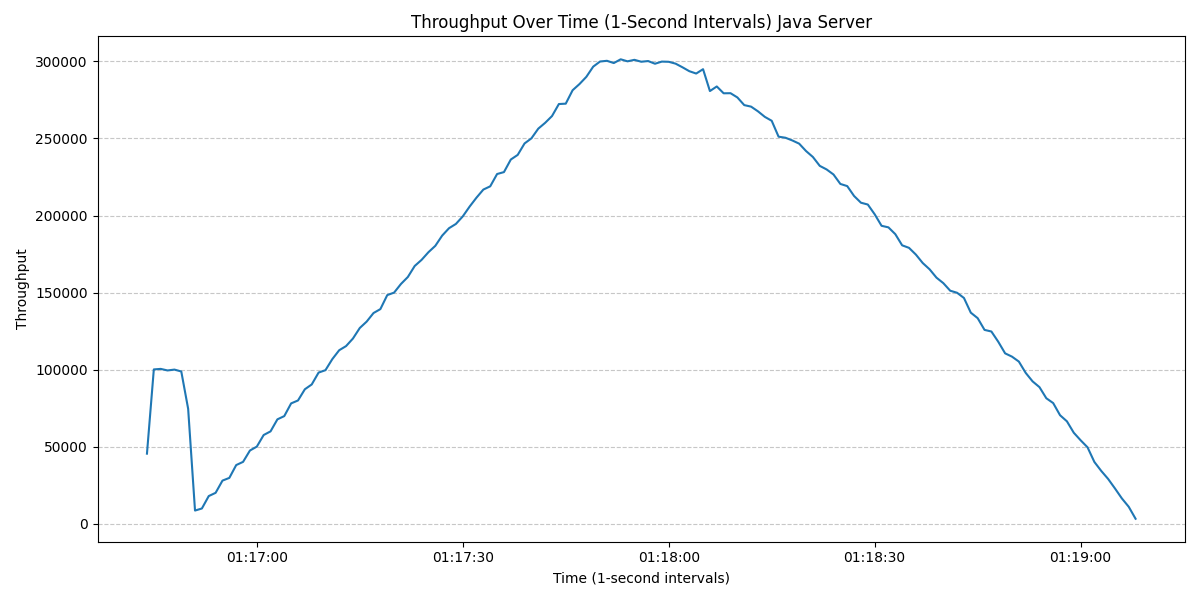 Throughput Over Time (1-Second Intervals) Java Server
300000
250000
200000
150000
100000
50000
0
Throughput
01:17:00 01:17:30 01:18:00 01:18:30 01:19:00
Time (1-second intervals)